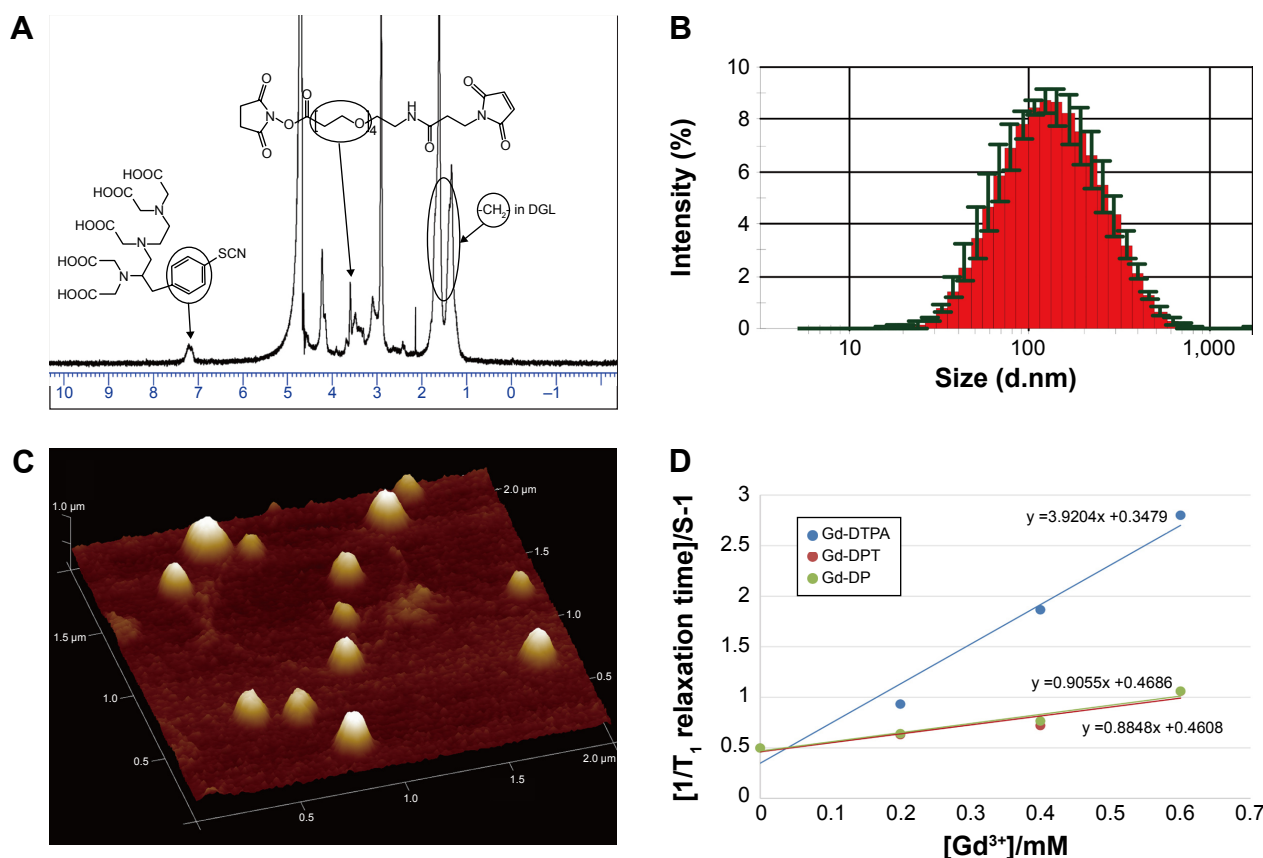 A
O
O
O
N
O
[
O
4
H
N
O
N
O
O
HOOC
HOOC
N
HOOC
HOOC
N
HOOC
N
HOOC
SCN
-CH2- in DGL
10 9 8 7 6 5 4 3 2 1 0 –1
B
Intensity (%)
10
8
6
4
2
0
10 100 1,000
Size (d.nm)
C
1.0 µm
2.0 µm
1.5
1.0
0.5
1.5 µm
1.0
0.5
0.5
1.0
1.5
2.0 µm
D
[1/T1 relaxation time]/S-1
3
2.5
2
1.5
1
0.5
0
Gd-DTPA
Gd-DPT
Gd-DP
y =3.9204x +0.3479
y =0.9055x +0.4686
y =0.8848x +0.4608
0 0.1 0.2 0.3 0.4 0.5 0.6 0.7
[Gd³⁺]/mM